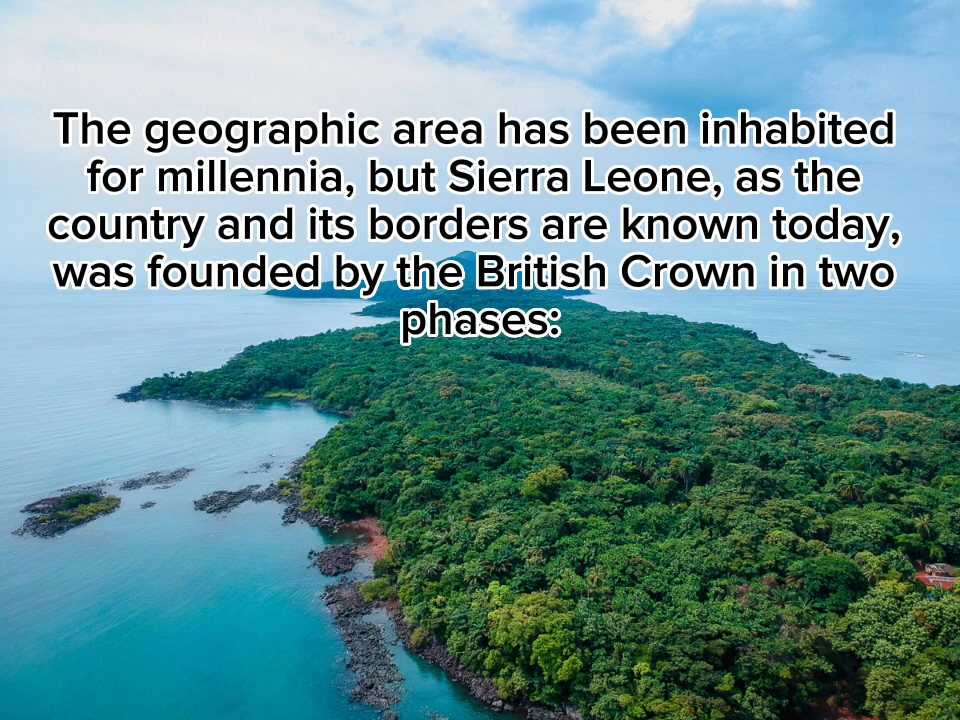 The geographic area has been inhabited
for millennia, but Sierra Leone, as the
country and its borders are known today,
was founded by the British Crown in two
phases: